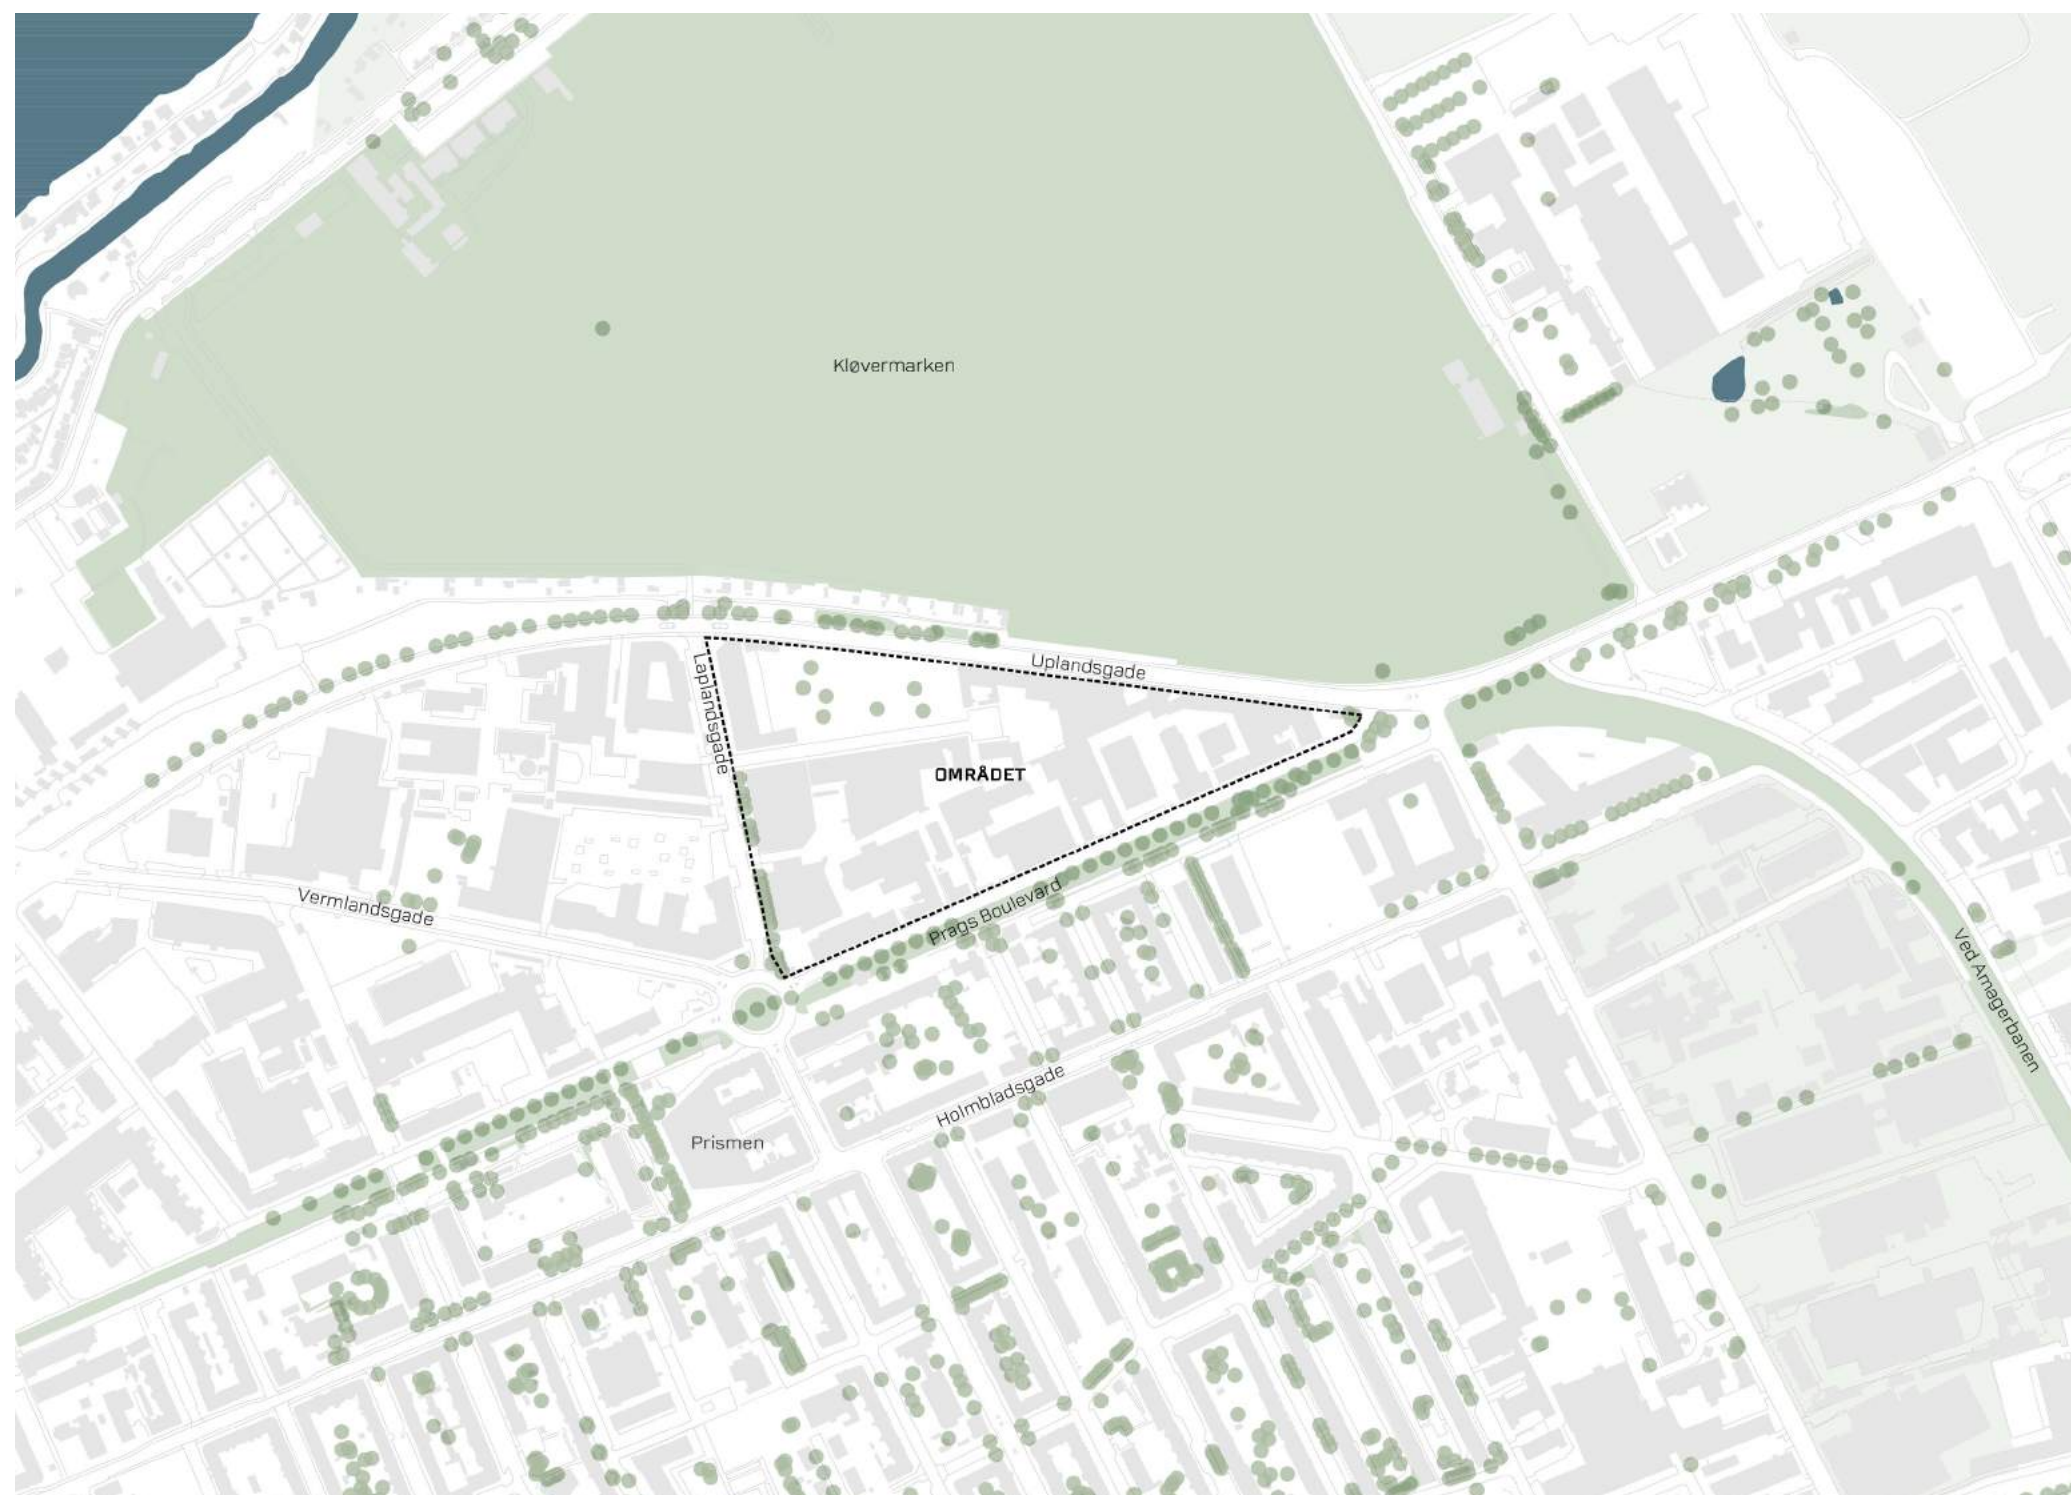 Kløvermarken
Uplandsgade
Laplandsgade
OMRÅDET
Vermlandsgade
Prags Boulevard
Ved Amagerbanen
Holmbladsgade
Prismen